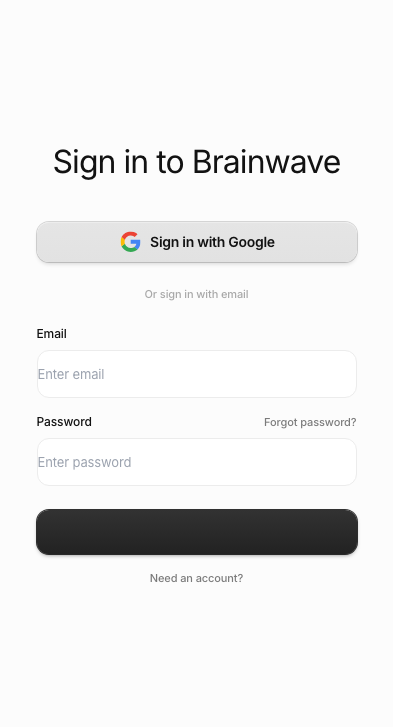 Sign in to Brainwave
Sign in with Google
Or sign in with email
Email
Enter email
Password
Forgot password?
Enter password
Need an account?